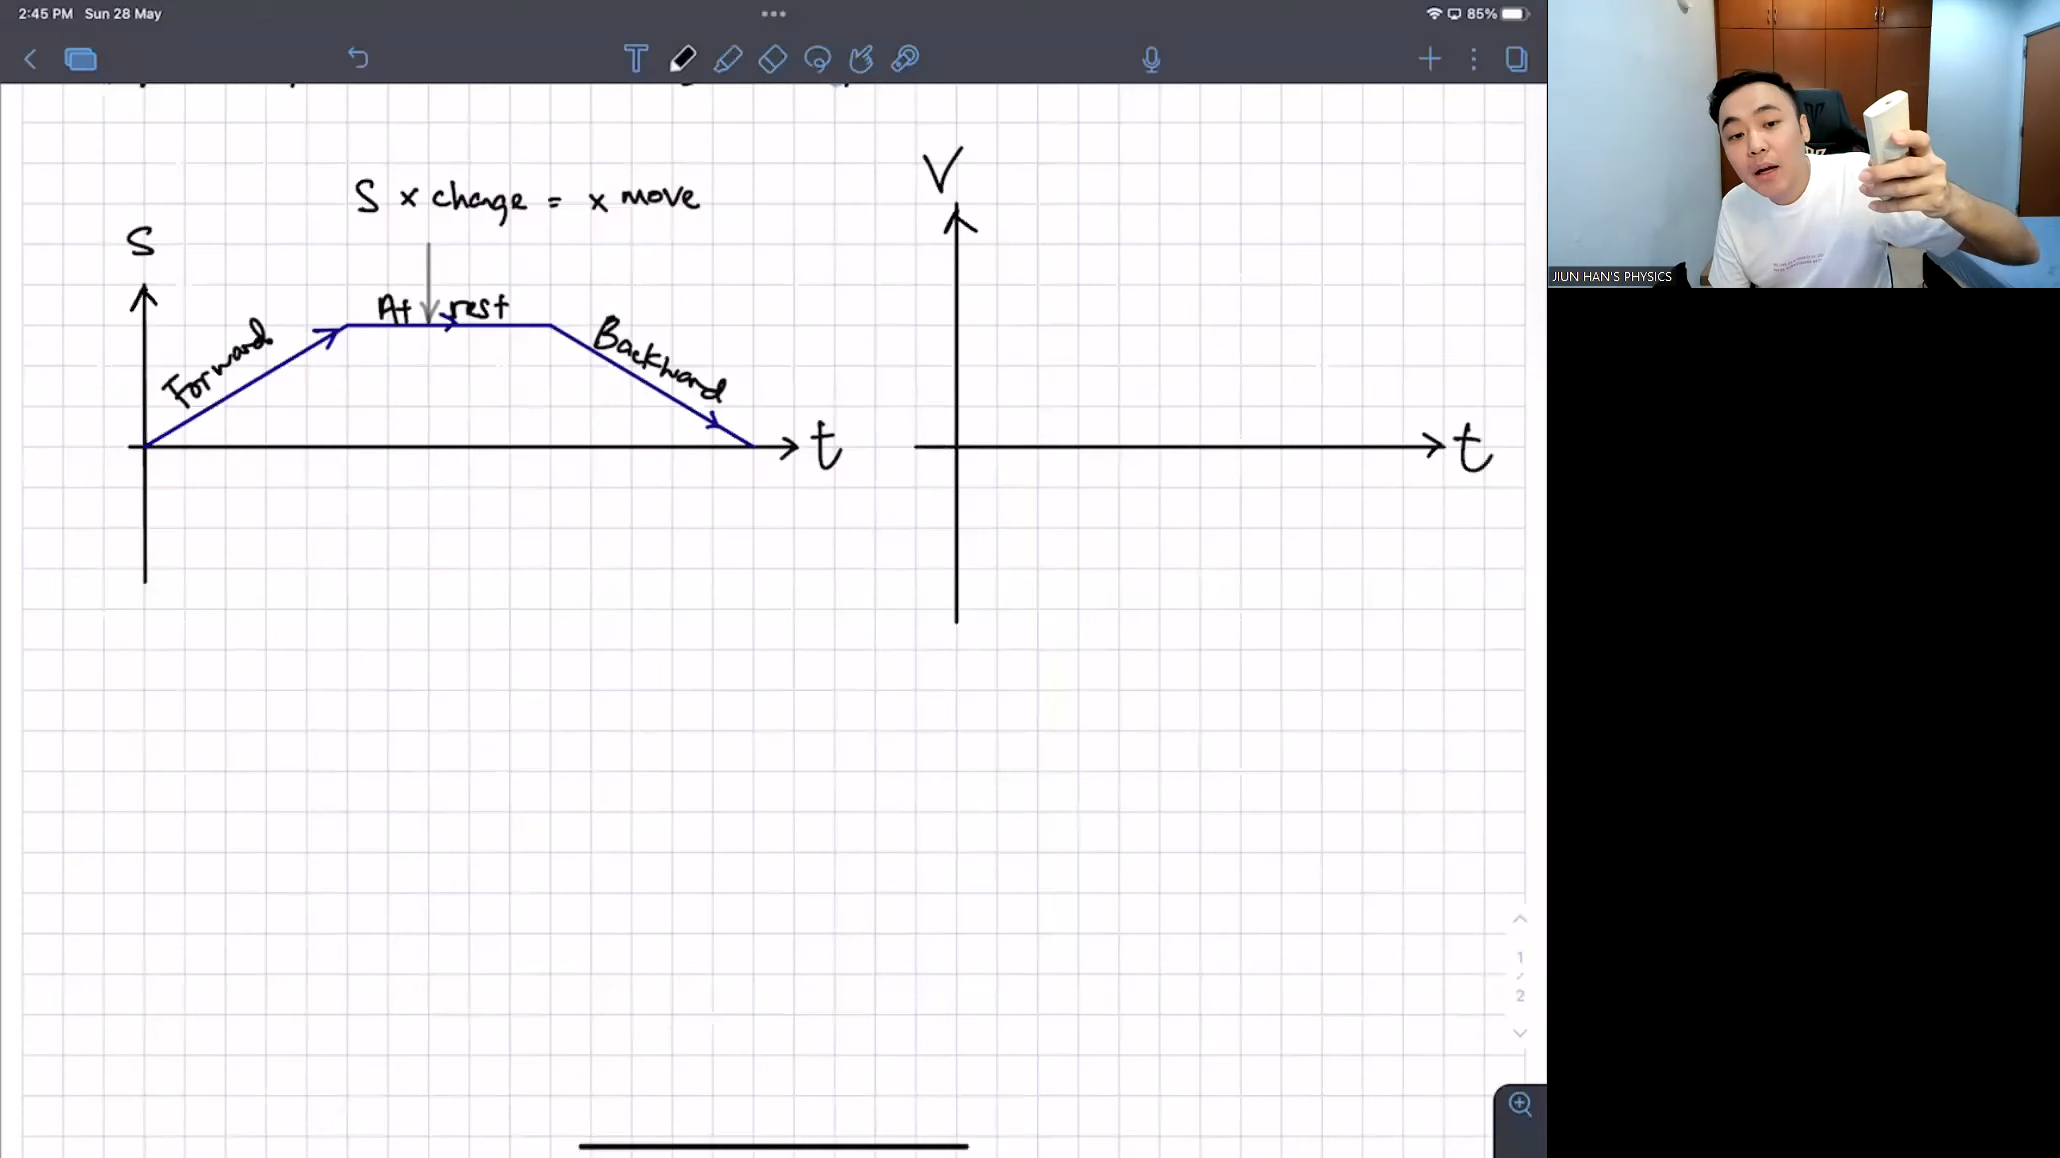 2:45 PM Sun 28 May
85%
T
S x change = x move
V
S
At rest
Forward
Backward
t
t
JIUN HAN'S PHYSICS
1
2